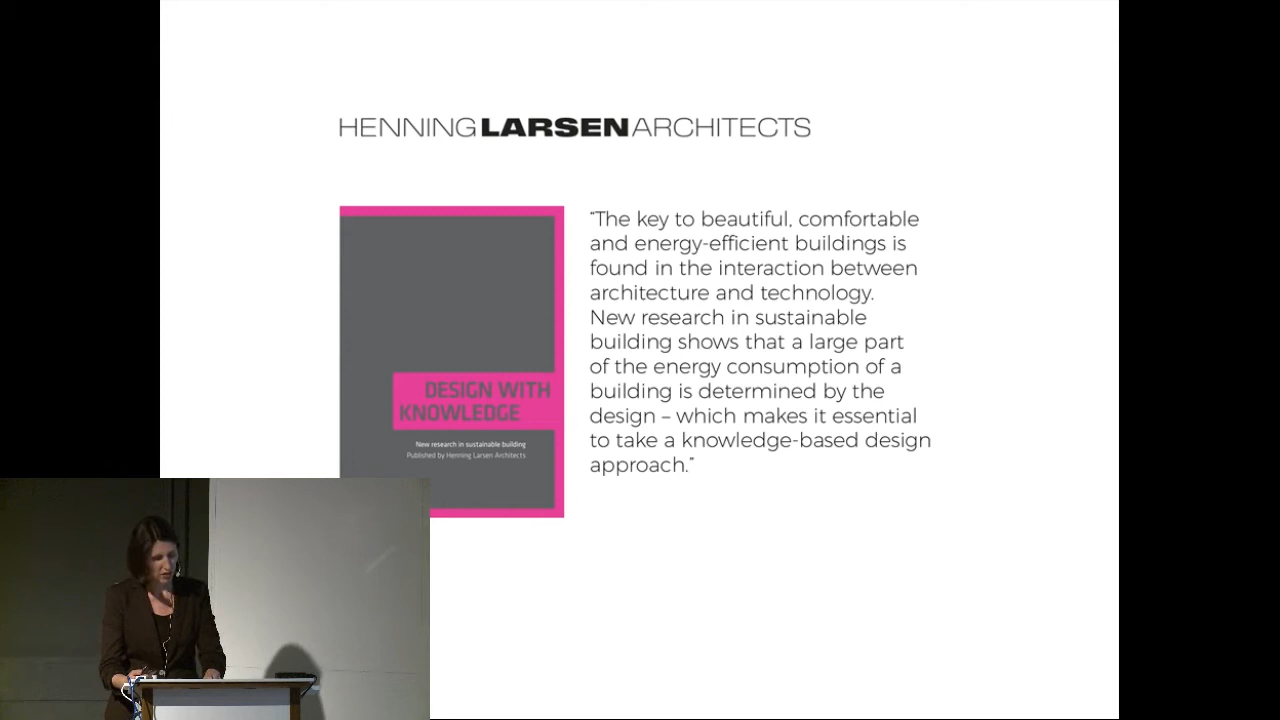 HENNING LARSEN ARCHITECTS
DESIGN WITH
KNOWLEDGE
New research in sustainable building
Published by Henning Larsen Architects
“The key to beautiful, comfortable
and energy-efficient buildings is
found in the interaction between
architecture and technology.
New research in sustainable
building shows that a large part
of the energy consumption of a
building is determined by the
design – which makes it essential
to take a knowledge-based design
approach.”